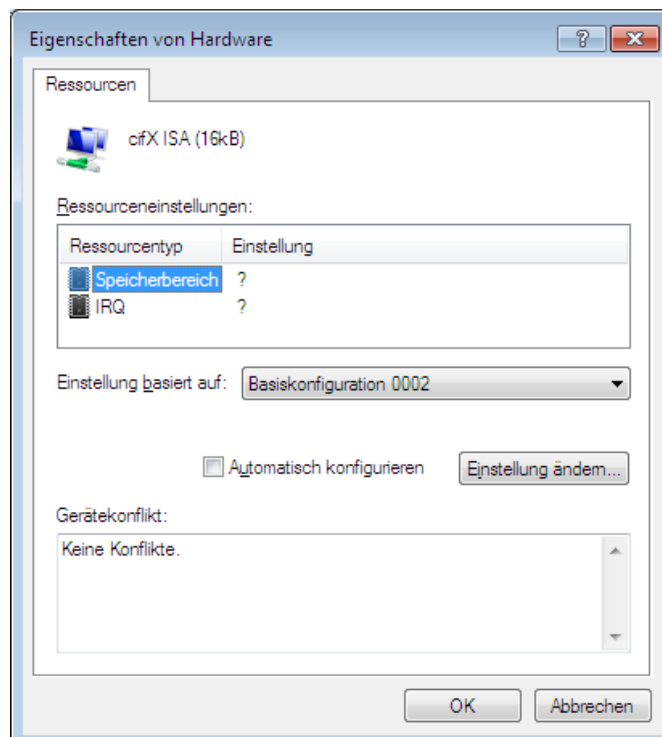 Eigenschaften von Hardware
Ressourcen
cifX ISA (16kB)
Ressourceneinstellungen:
Ressourcentyp Einstellung
Speicherbereich ?
IRQ ?
Einstellung basiert auf: Basiskonfiguration 0002
Automatisch konfigurieren Einstellung ändern...
Gerätekonflikt:
Keine Konflikte.
OK Abbrechen